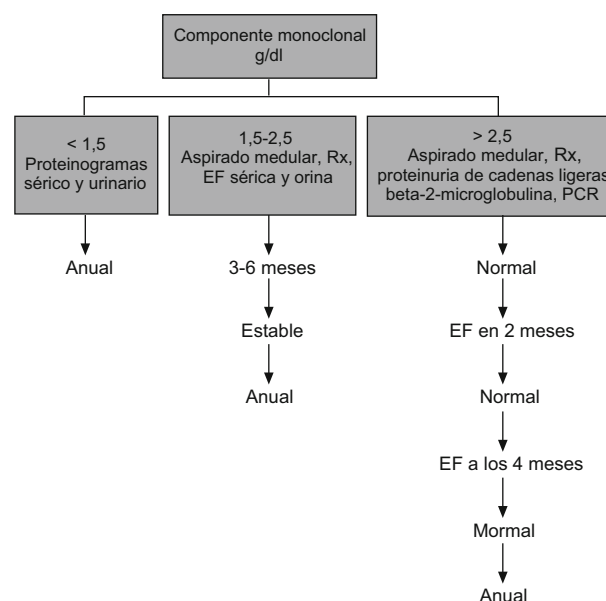 Componente monoclonal
g/dl
< 1,5
Proteinogramas
sérico y urinario
1,5-2,5
Aspirado medular, Rx,
EF sérica y orina
> 2,5
Aspirado medular, Rx,
proteinuria de cadenas ligeras
beta-2-microglobulina, PCR
Anual
3-6 meses
Estable
Anual
Normal
EF en 2 meses
Normal
EF a los 4 meses
Mormal
Anual